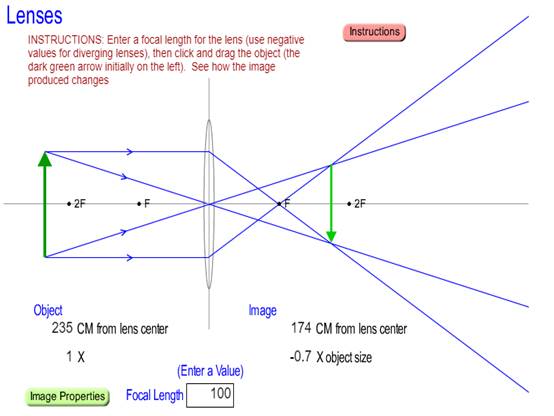 Lenses
INSTRUCTIONS: Enter a focal length for the lens (use negative
values for diverging lenses), then click and drag the object (the
dark green arrow initially on the left). See how the image
produced changes
Instructions
2F
F
F
2F
Object
235 CM from lens center
1 X
Image
174 CM from lens center
-0.7 X object size
(Enter a Value)
Image Properties
Focal Length 100